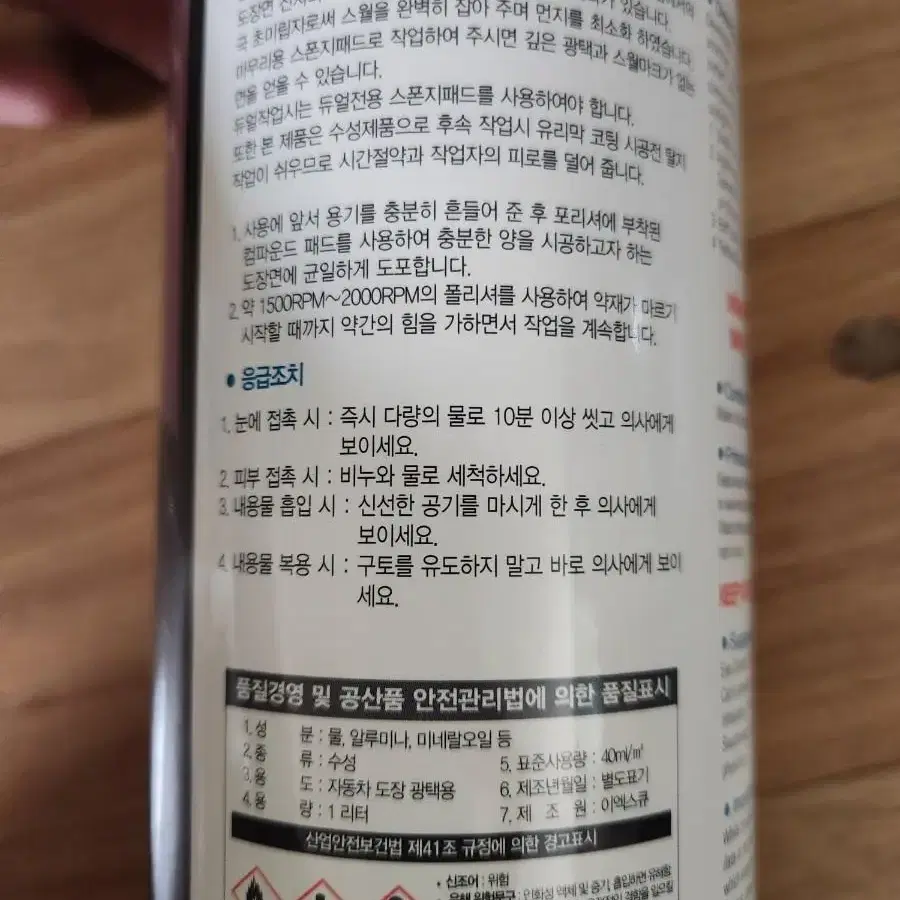 국 초미립자로써 스월을 완벽히 잡아 주며 먼지를 최소화 하였습니다.
마무리용 스폰지패드로 작업하여 주시면 깊은 광택과 스월마크가 없는
면을 얻을 수 있습니다.
듀얼작업시는 듀얼전용 스폰지패드를 사용하여야 합니다.
또한 본 제품은 수성제품으로 후속 작업시 유리막 코팅 시공전 탈지
작업이 쉬우므로 시간절약과 작업자의 피로를 덜어 줍니다.
1. 사용에 앞서 용기를 충분히 흔들어 준 후 포리셔에 부착된
컴파운드 패드를 사용하여 충분한 양을 시공하고자 하는
도장면에 균일하게 도포합니다.
2. 약 1500RPM~2000RPM의 폴리셔를 사용하여 약재가 마르기
시작할 때까지 약간의 힘을 가하면서 작업을 계속합니다.
• 응급조치
1. 눈에 접촉 시 : 즉시 다량의 물로 10분 이상 씻고 의사에게
보이세요.
2. 피부 접촉 시 : 비누와 물로 세척하세요.
3. 내용물 흡입 시 : 신선한 공기를 마시게 한 후 의사에게
보이세요.
4. 내용물 복용 시 : 구토를 유도하지 말고 바로 의사에게 보이
세요.
품질경영 및 공산품 안전관리법에 의한 품질표시
1. 성 분 : 물, 알루미나, 미네랄오일 등
2. 종 류 : 수성 5. 표준사용량 : 40ml/m²
3. 용 도 : 자동차 도장 광택용 6. 제조년월일 : 별도표기
4. 용 량 : 1 리터 7. 제 조 원 : 이엑스큐
산업안전보건법 제41조 규정에 의한 경고표시
• 신호어 : 위험
• 유해 위험문구 : 인화성 액체 및 증기, 흡입하면 유해함